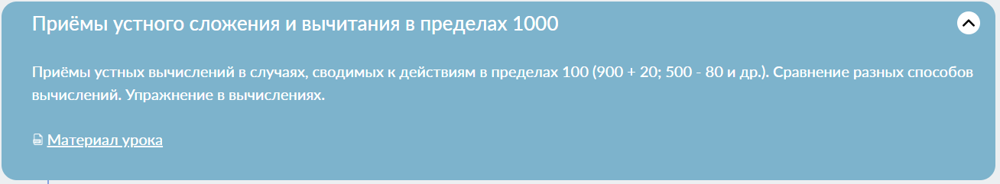 Приёмы устного сложения и вычитания в пределах 1000
Приёмы устных вычислений в случаях, сводимых к действиям в пределах 100 (900 + 20; 500 - 80 и др.). Сравнение разных способов
вычислений. Упражнение в вычислениях.
Материал урока